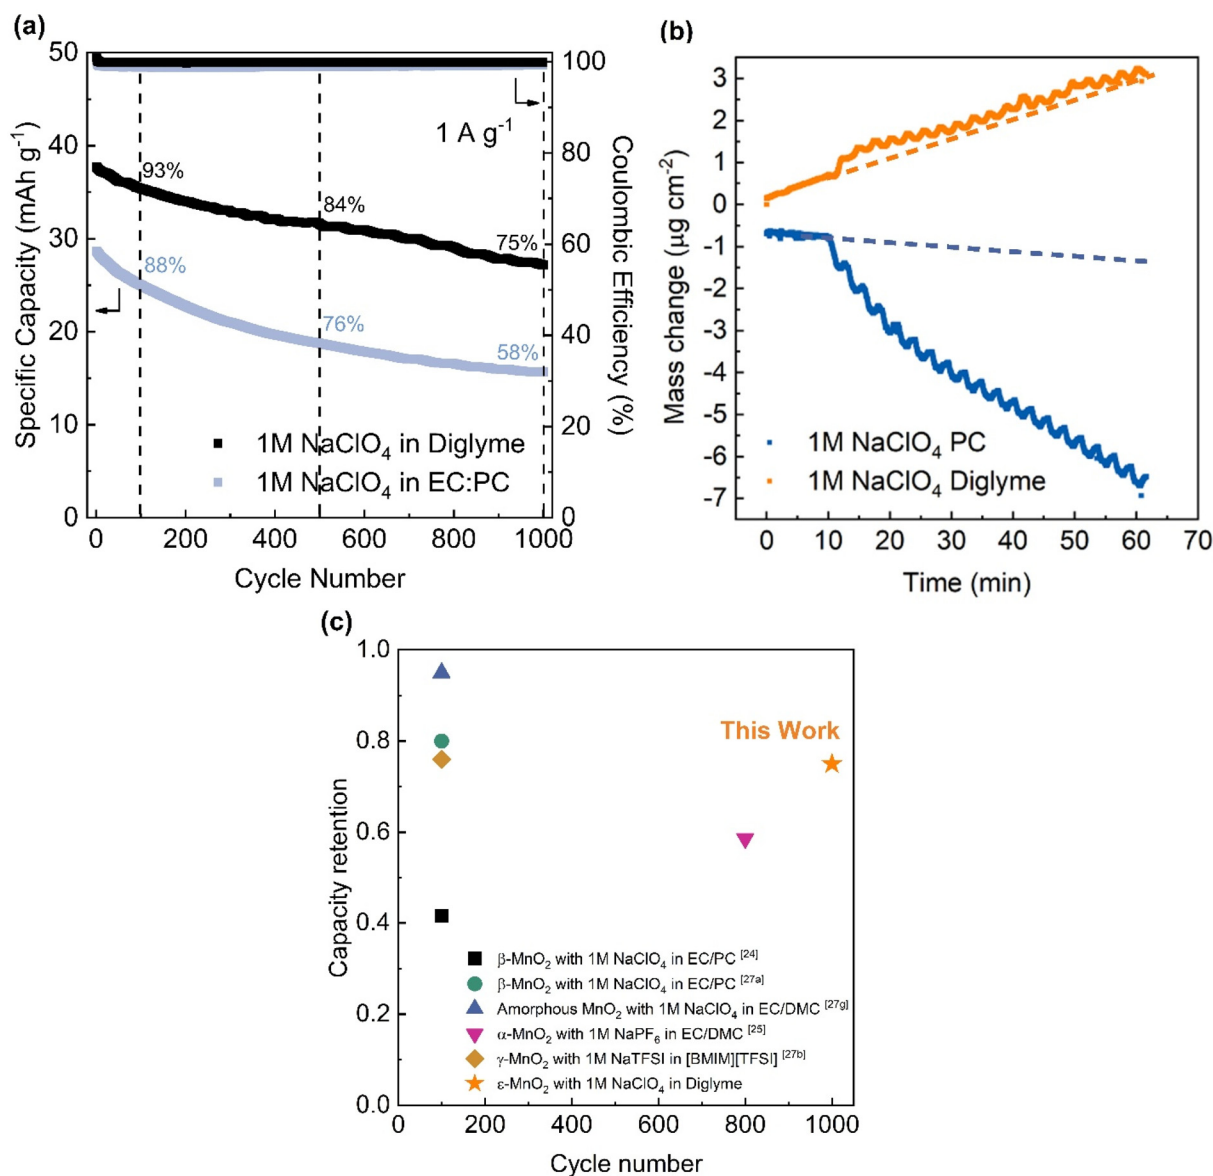 (a)
50
40
30
20
10
0
Specific Capacity (mAh g⁻¹)
100
80
60
40
20
0
Coulombic Efficiency (%)
1 A g⁻¹
93%
84%
75%
88%
76%
58%
1M NaClO₄ in Diglyme
1M NaClO₄ in EC:PC
0 200 400 600 800 1000
Cycle Number
(b)
3
2
1
0
-1
-2
-3
-4
-5
-6
-7
Mass change (μg cm⁻²)
1M NaClO₄ PC
1M NaClO₄ Diglyme
0 10 20 30 40 50 60 70
Time (min)
(c)
1.0
0.8
0.6
0.4
0.2
0.0
Capacity retention
This Work
β-MnO₂ with 1M NaClO₄ in EC/PC [24]
β-MnO₂ with 1M NaClO₄ in EC/PC [27a]
Amorphous MnO₂ with 1M NaClO₄ in EC/DMC [27g]
α-MnO₂ with 1M NaPF₆ in EC/DMC [25]
γ-MnO₂ with 1M NaTFSI in [BMIM][TFSI] [27b]
ε-MnO₂ with 1M NaClO₄ in Diglyme
0 200 400 600 800 1000
Cycle number